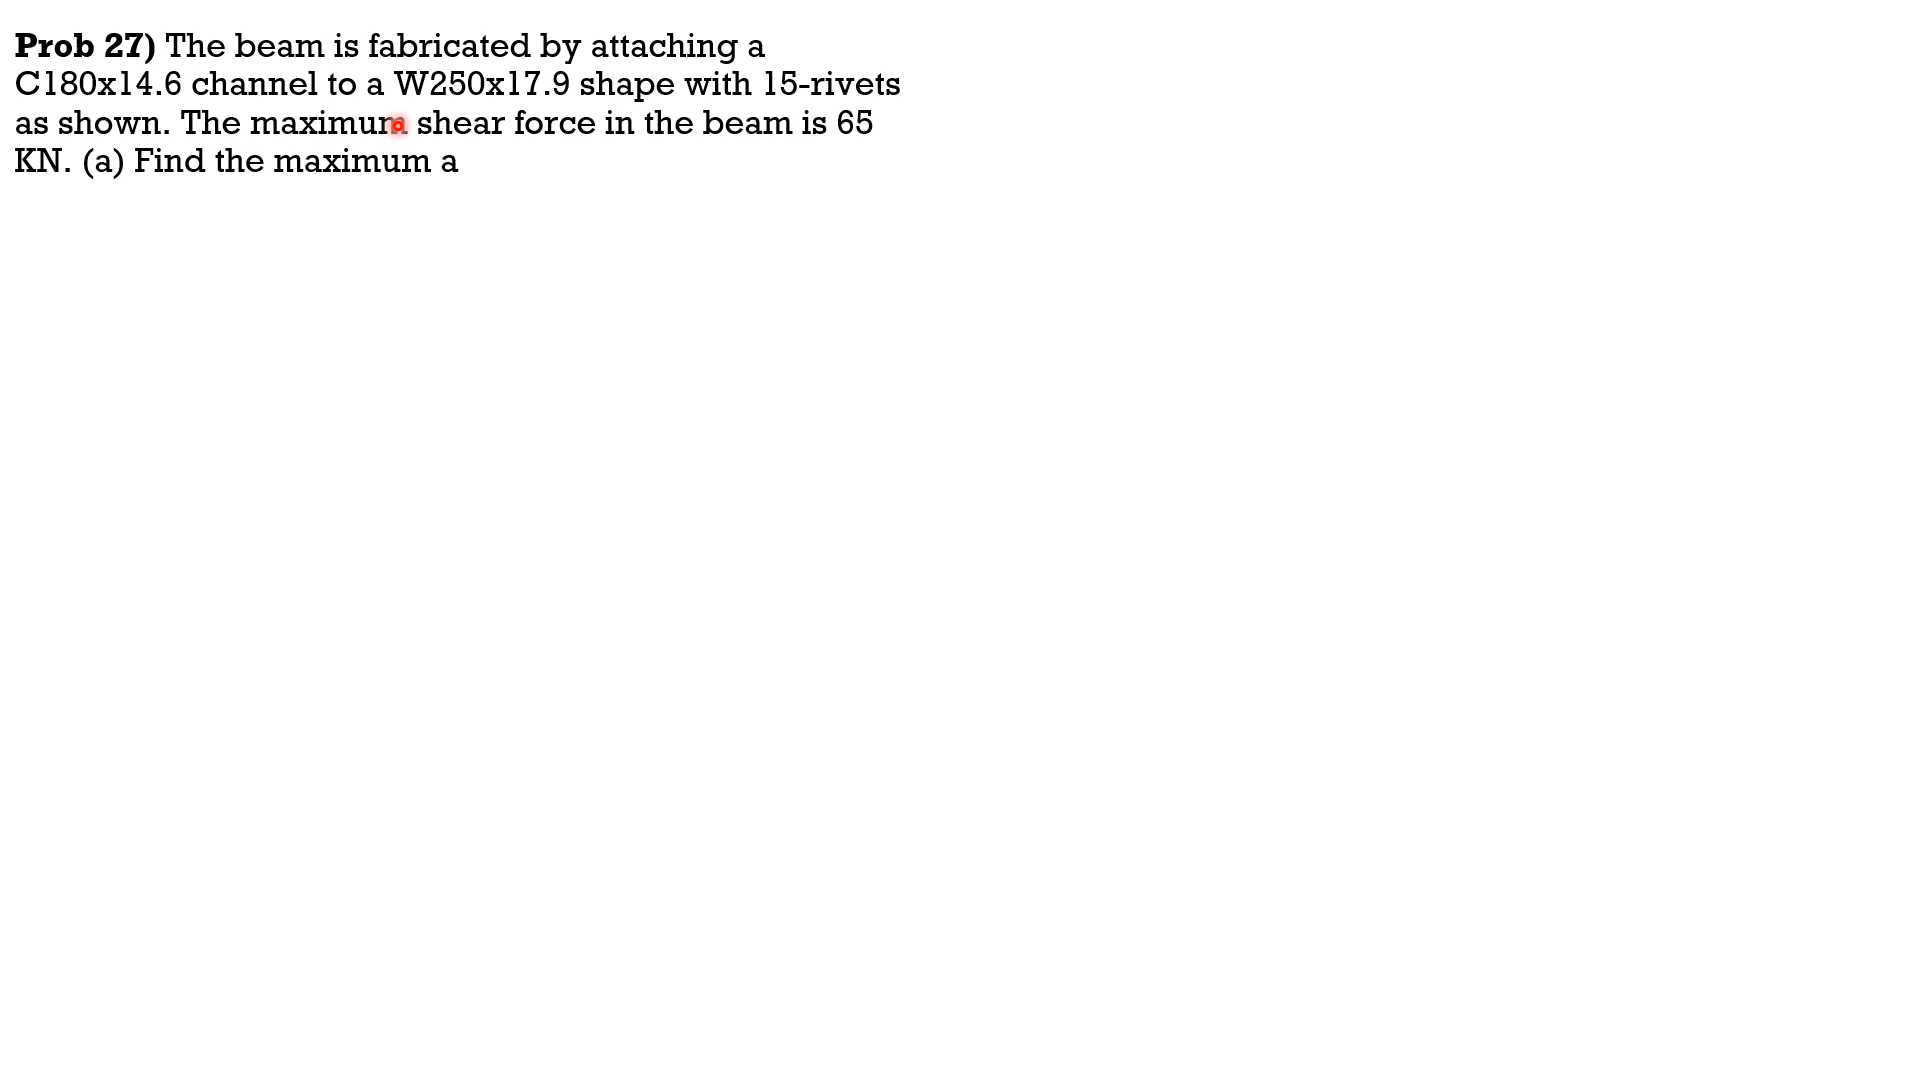 Prob 27) The beam is fabricated by attaching a
C180x14.6 channel to a W250x17.9 shape with 15-rivets
as shown. The maximum shear force in the beam is 65
KN. (a) Find the maximum a